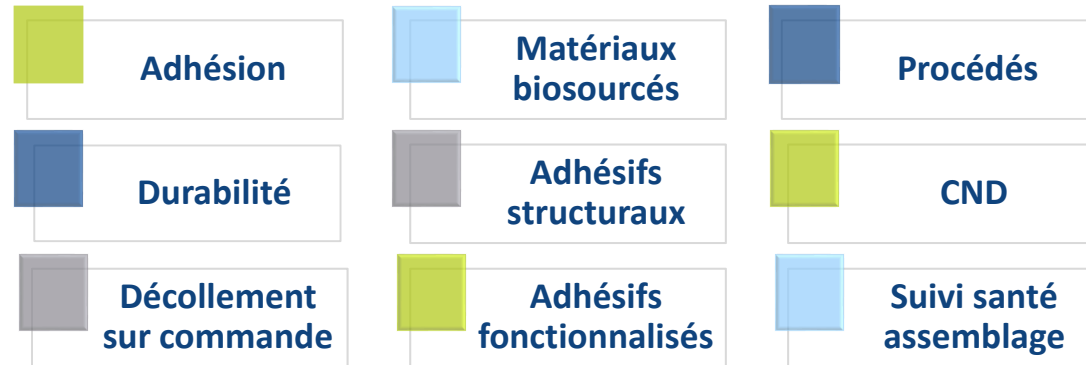 Adhésion
Matériaux
biosourcés
Procédés
Durabilité
Adhésifs
structuraux
CND
Décollement
sur commande
Adhésifs
fonctionnalisés
Suivi santé
assemblage